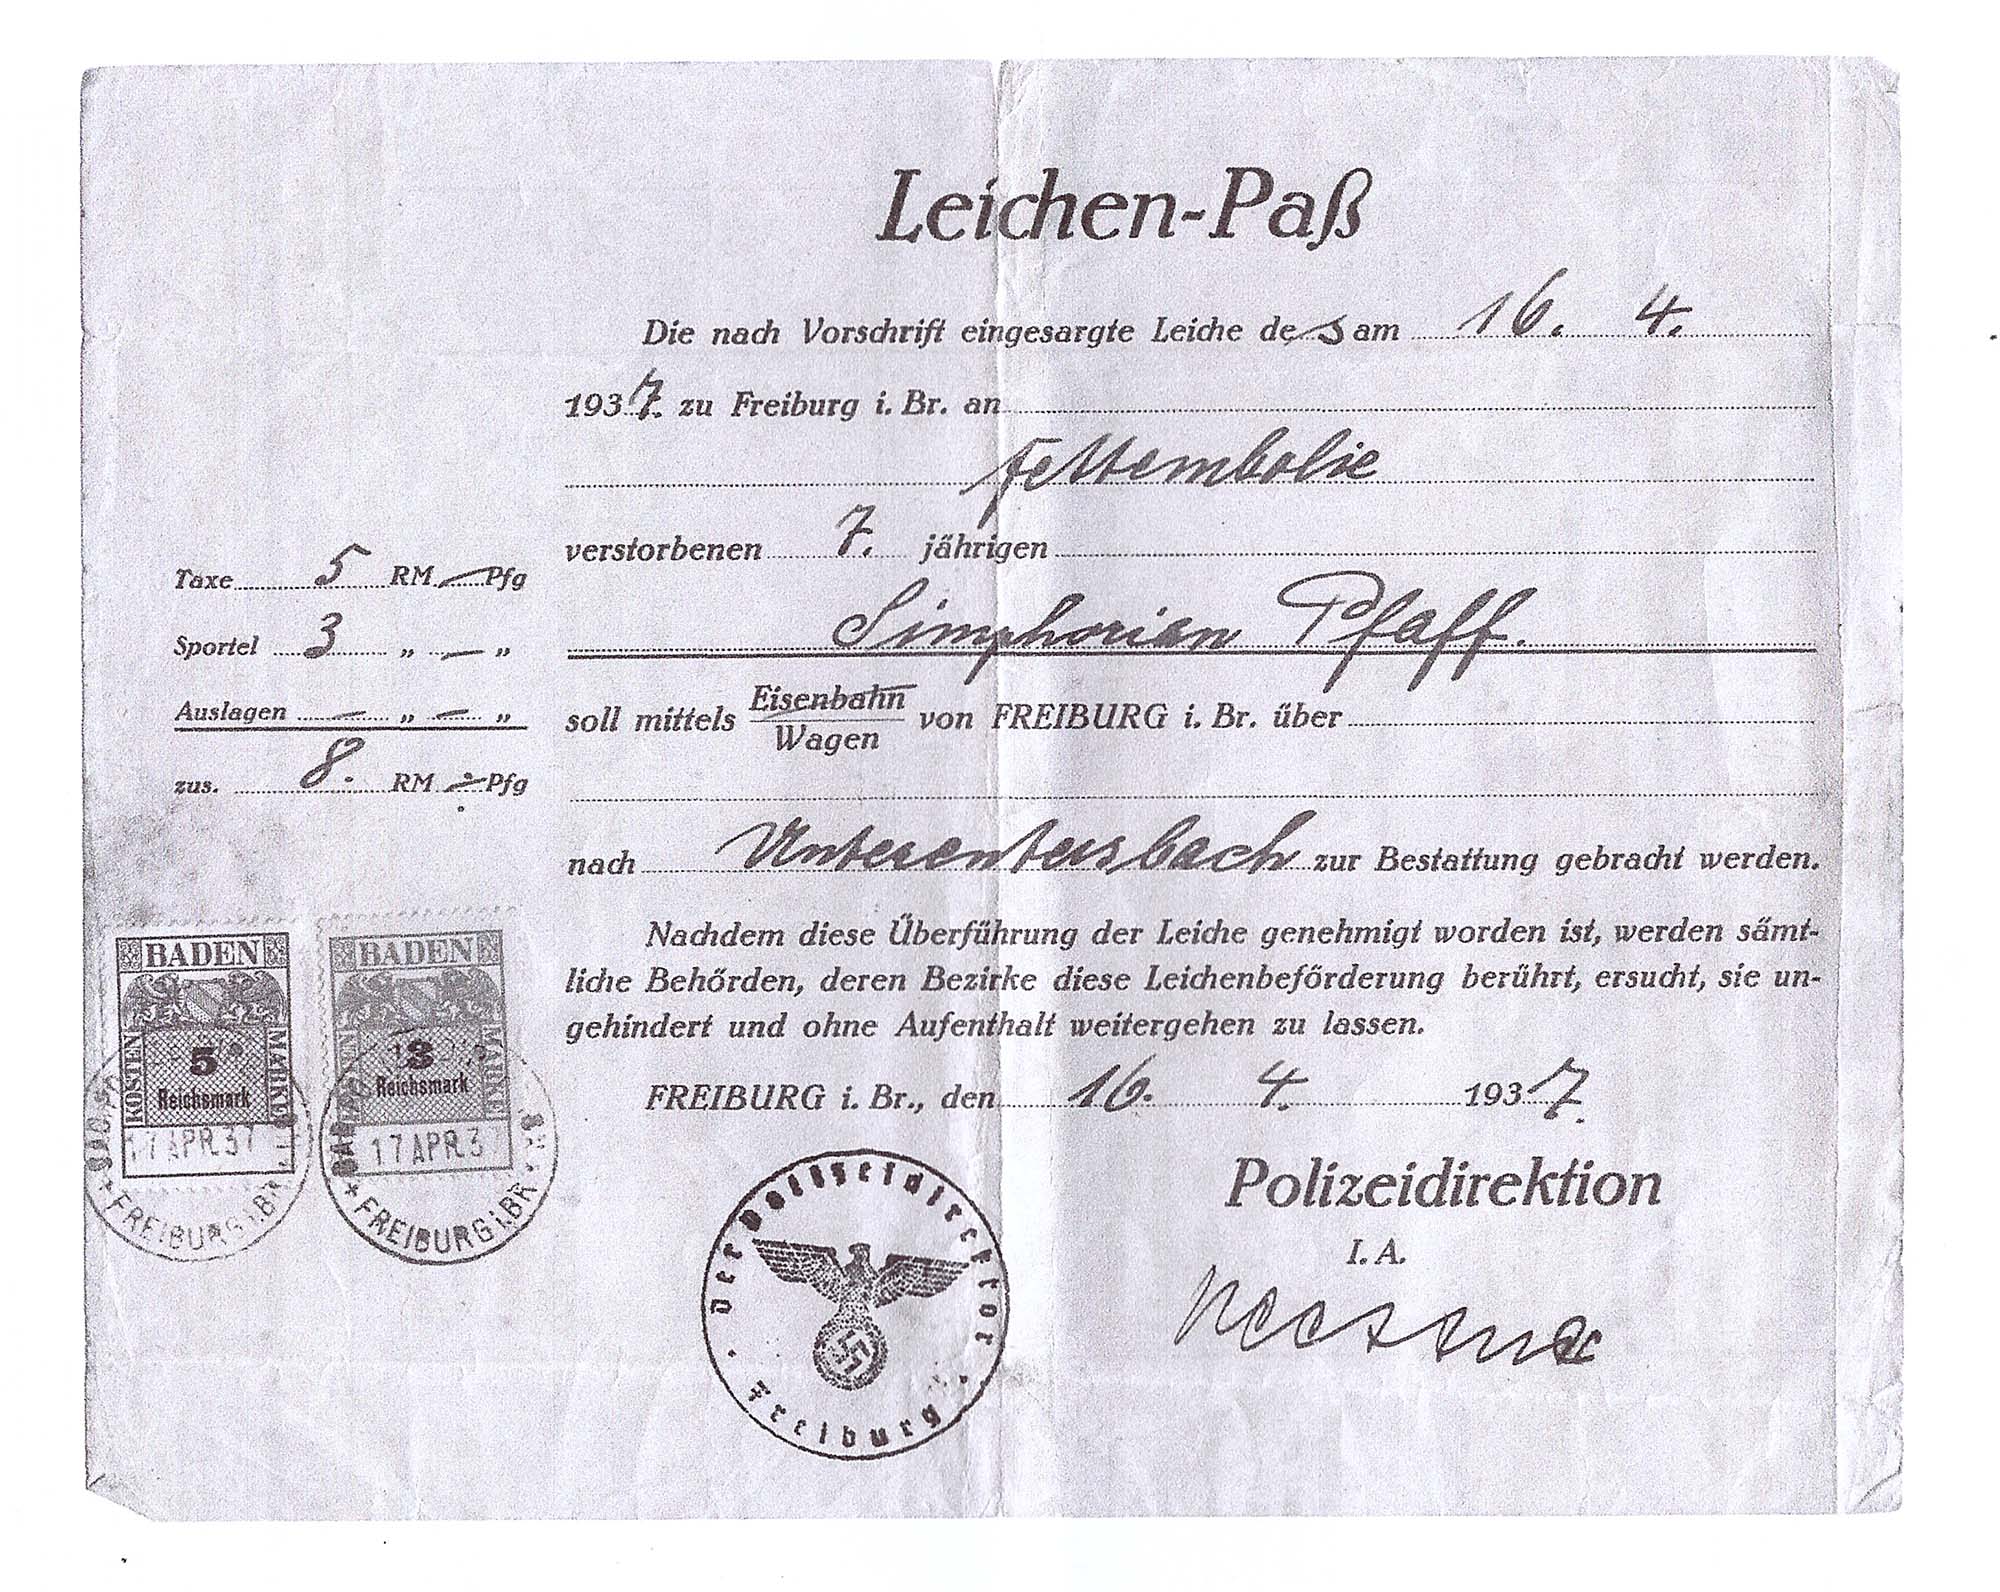 Leichen-Paß
Die nach Vorschrift eingesargte Leiche des am 16. 4.
1937. zu Freiburg i. Br. an
Fettembolie
verstorbenen 7. jährigen
Simphorian Pfaff.
soll mittels Eisenbahn
Wagen
von FREIBURG i. Br. über
nach Unterentersbach zur Bestattung gebracht werden.
Nachdem diese Überführung der Leiche genehmigt worden ist, werden sämt-
liche Behörden, deren Bezirke diese Leichenbeförderung berührt, ersucht, sie un-
gehindert und ohne Aufenthalt weitergehen zu lassen.
FREIBURG i. Br., den 16. 4. 1937.
Polizeidirektion
I. A.
Taxe 5 RM — Pfg
Sportel 3 „ — „
Auslagen — „ — „
zus. 8. RM — Pfg
BADEN
KOSTEN MARKE
5
Reichsmark
17 APR. 37
FREIBURG i. BR
BADEN
KOSTEN MARKE
3
Reichsmark
17 APR. 37
FREIBURG i. BR
Der Polizeidirektor
Freiburg